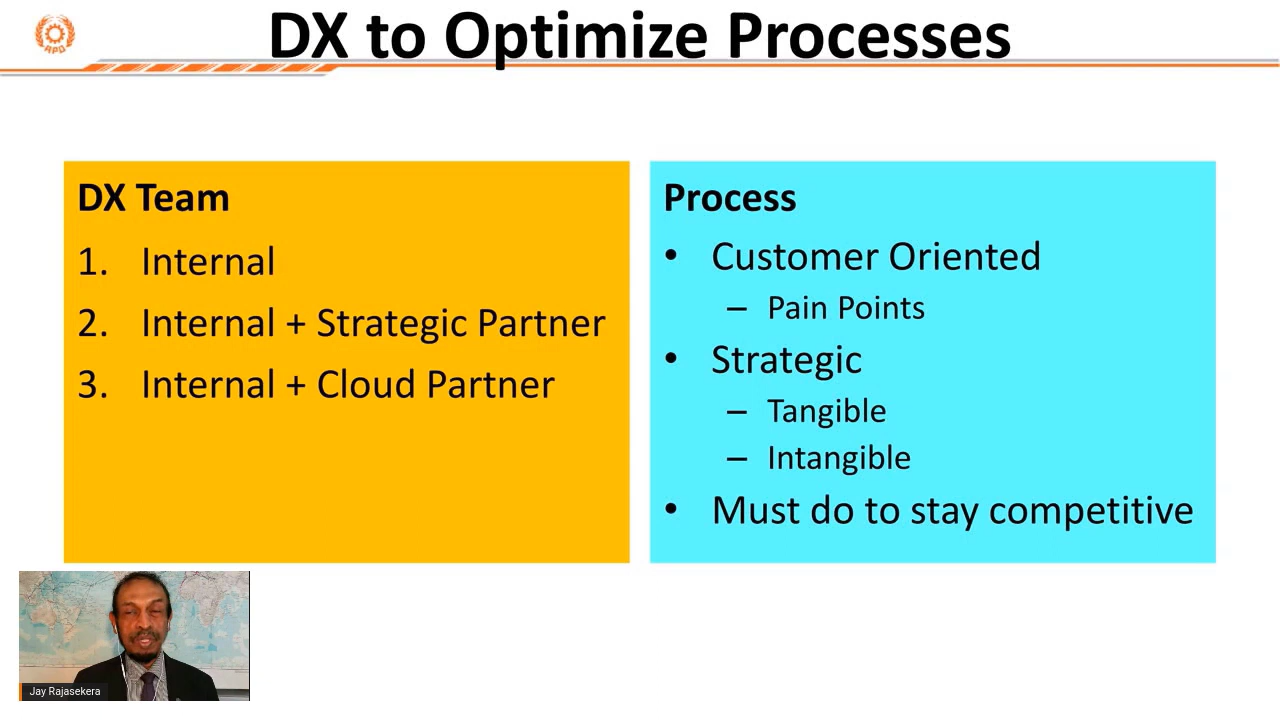 DX to Optimize Processes
APO
DX Team
1. Internal
2. Internal + Strategic Partner
3. Internal + Cloud Partner
Process
• Customer Oriented
– Pain Points
• Strategic
– Tangible
– Intangible
• Must do to stay competitive
Jay Rajasekera